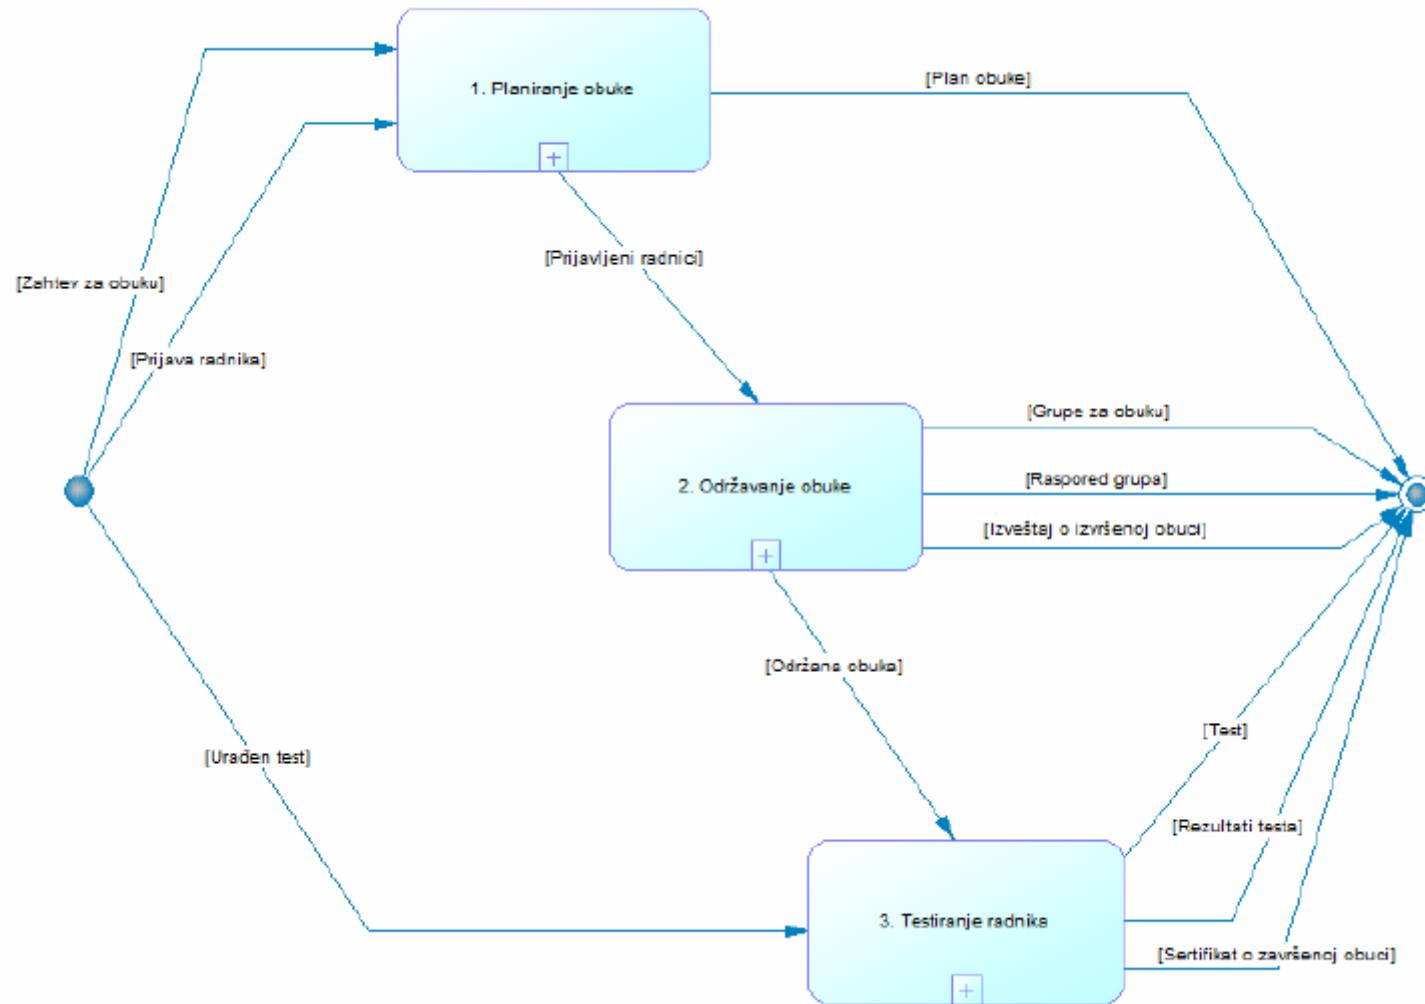 1. Planiranje obuke
[Plan obuke]
[Prijavljeni radnici]
[Zahtev za obuku]
[Prijava radnika]
[Grupe za obuku]
2. Održavanje obuke
[Raspored grupa]
[Izveštaj o izvršenoj obuci]
[Održana obuka]
[Urađen test]
[Test]
[Rezultati testa]
3. Testiranje radnika
[Sertifikat o završenoj obuci]